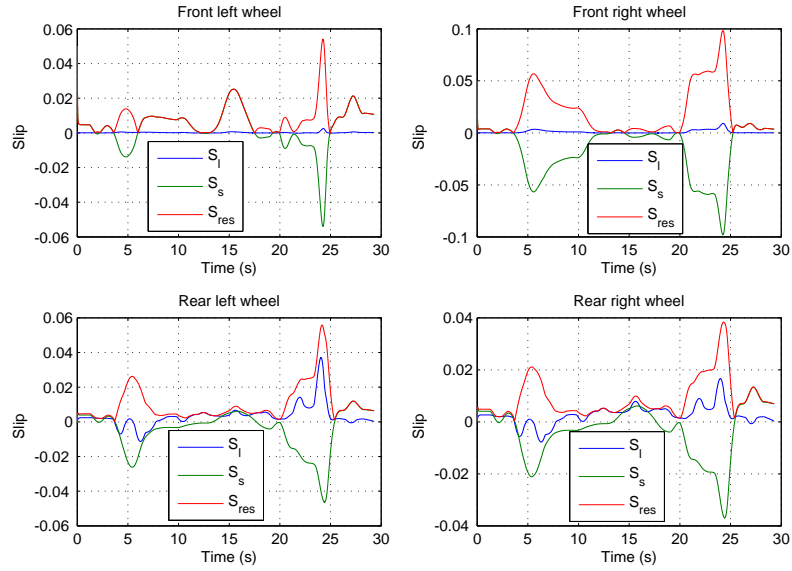 Front left wheel
0.06
0.04
0.02
0
-0.02
-0.04
-0.06
Slip
S_l
S_s
S_res
0 5 10 15 20 25 30
Time (s)
Front right wheel
0.1
0.05
0
-0.05
-0.1
Slip
S_l
S_s
S_res
0 5 10 15 20 25 30
Time (s)
Rear left wheel
0.06
0.04
0.02
0
-0.02
-0.04
-0.06
Slip
S_l
S_s
S_res
0 5 10 15 20 25 30
Time (s)
Rear right wheel
0.04
0.02
0
-0.02
-0.04
Slip
S_l
S_s
S_res
0 5 10 15 20 25 30
Time (s)